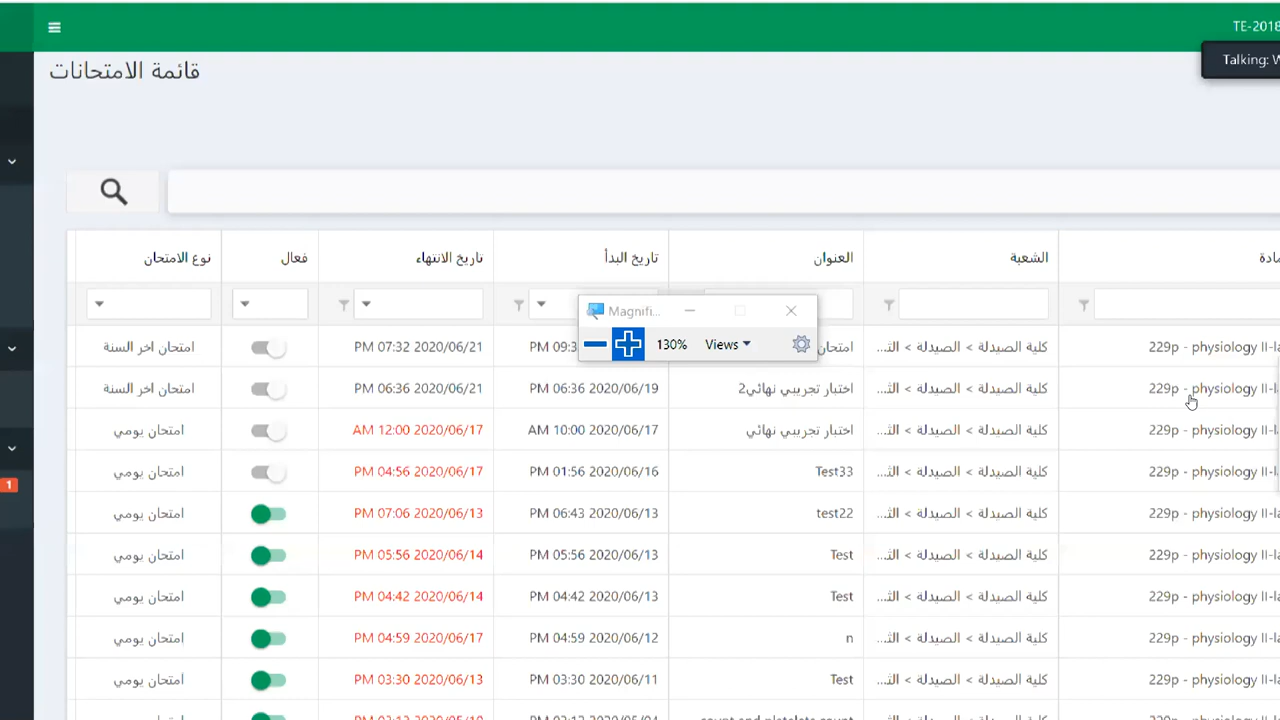 TE-2018
Talking: W
قائمة الامتحانات
العنوان الشعبة
نوع الامتحان فعال تاريخ الانتهاء تاريخ البدأ
Magnifi...
130% Views
229p - physiology II-l كلية الصيدلة > الصيدلة > الث... PM 07:32 2020/06/21 امتحان اخر السنة
229p - physiology II-l كلية الصيدلة > الصيدلة > الث... اختبار تجريبي نهائي2 PM 06:36 2020/06/19 PM 06:36 2020/06/21 امتحان اخر السنة
229p - physiology II-l كلية الصيدلة > الصيدلة > الث... اختبار تجريبي نهائي AM 10:00 2020/06/17 AM 12:00 2020/06/17 امتحان يومي
229p - physiology II-l كلية الصيدلة > الصيدلة > الث... Test33 PM 01:56 2020/06/16 PM 04:56 2020/06/17 امتحان يومي
229p - physiology II-l كلية الصيدلة > الصيدلة > الث... test22 PM 06:43 2020/06/13 PM 07:06 2020/06/13 امتحان يومي
229p - physiology II-l كلية الصيدلة > الصيدلة > الث... Test PM 05:56 2020/06/13 PM 05:56 2020/06/14 امتحان يومي
229p - physiology II-l كلية الصيدلة > الصيدلة > الث... Test PM 04:42 2020/06/13 PM 04:42 2020/06/14 امتحان يومي
229p - physiology II-l كلية الصيدلة > الصيدلة > الث... n PM 04:59 2020/06/12 PM 04:59 2020/06/17 امتحان يومي
229p - physiology II-l كلية الصيدلة > الصيدلة > الث... Test PM 03:30 2020/06/11 PM 03:30 2020/06/13 امتحان يومي
1